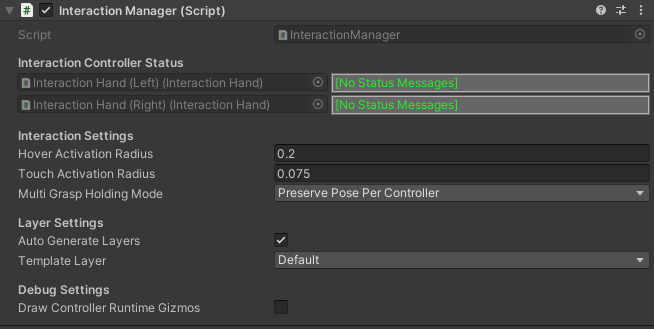 # Interaction Manager (Script)
Script # InteractionManager
Interaction Controller Status
# Interaction Hand (Left) (Interaction Hand) [No Status Messages]
# Interaction Hand (Right) (Interaction Hand) [No Status Messages]
Interaction Settings
Hover Activation Radius 0.2
Touch Activation Radius 0.075
Multi Grasp Holding Mode Preserve Pose Per Controller
Layer Settings
Auto Generate Layers
Template Layer Default
Debug Settings
Draw Controller Runtime Gizmos